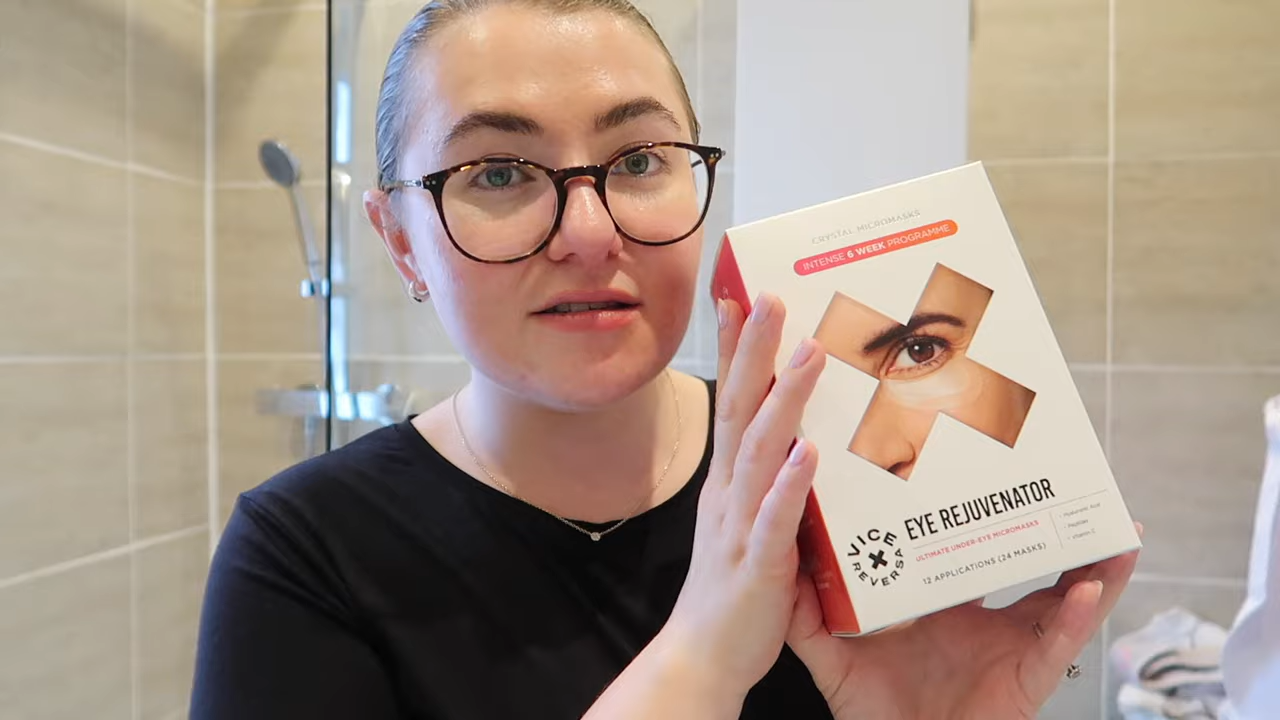 CRYSTAL MICROMASKS
INTENSE 6 WEEK PROGRAMME
EYE REJUVENATOR
ULTIMATE UNDER-EYE MICROMASKS
12 APPLICATIONS (24 MASKS)
• Hyaluronic Acid
• Peptides
• Vitamin C
VICE
REVERSA